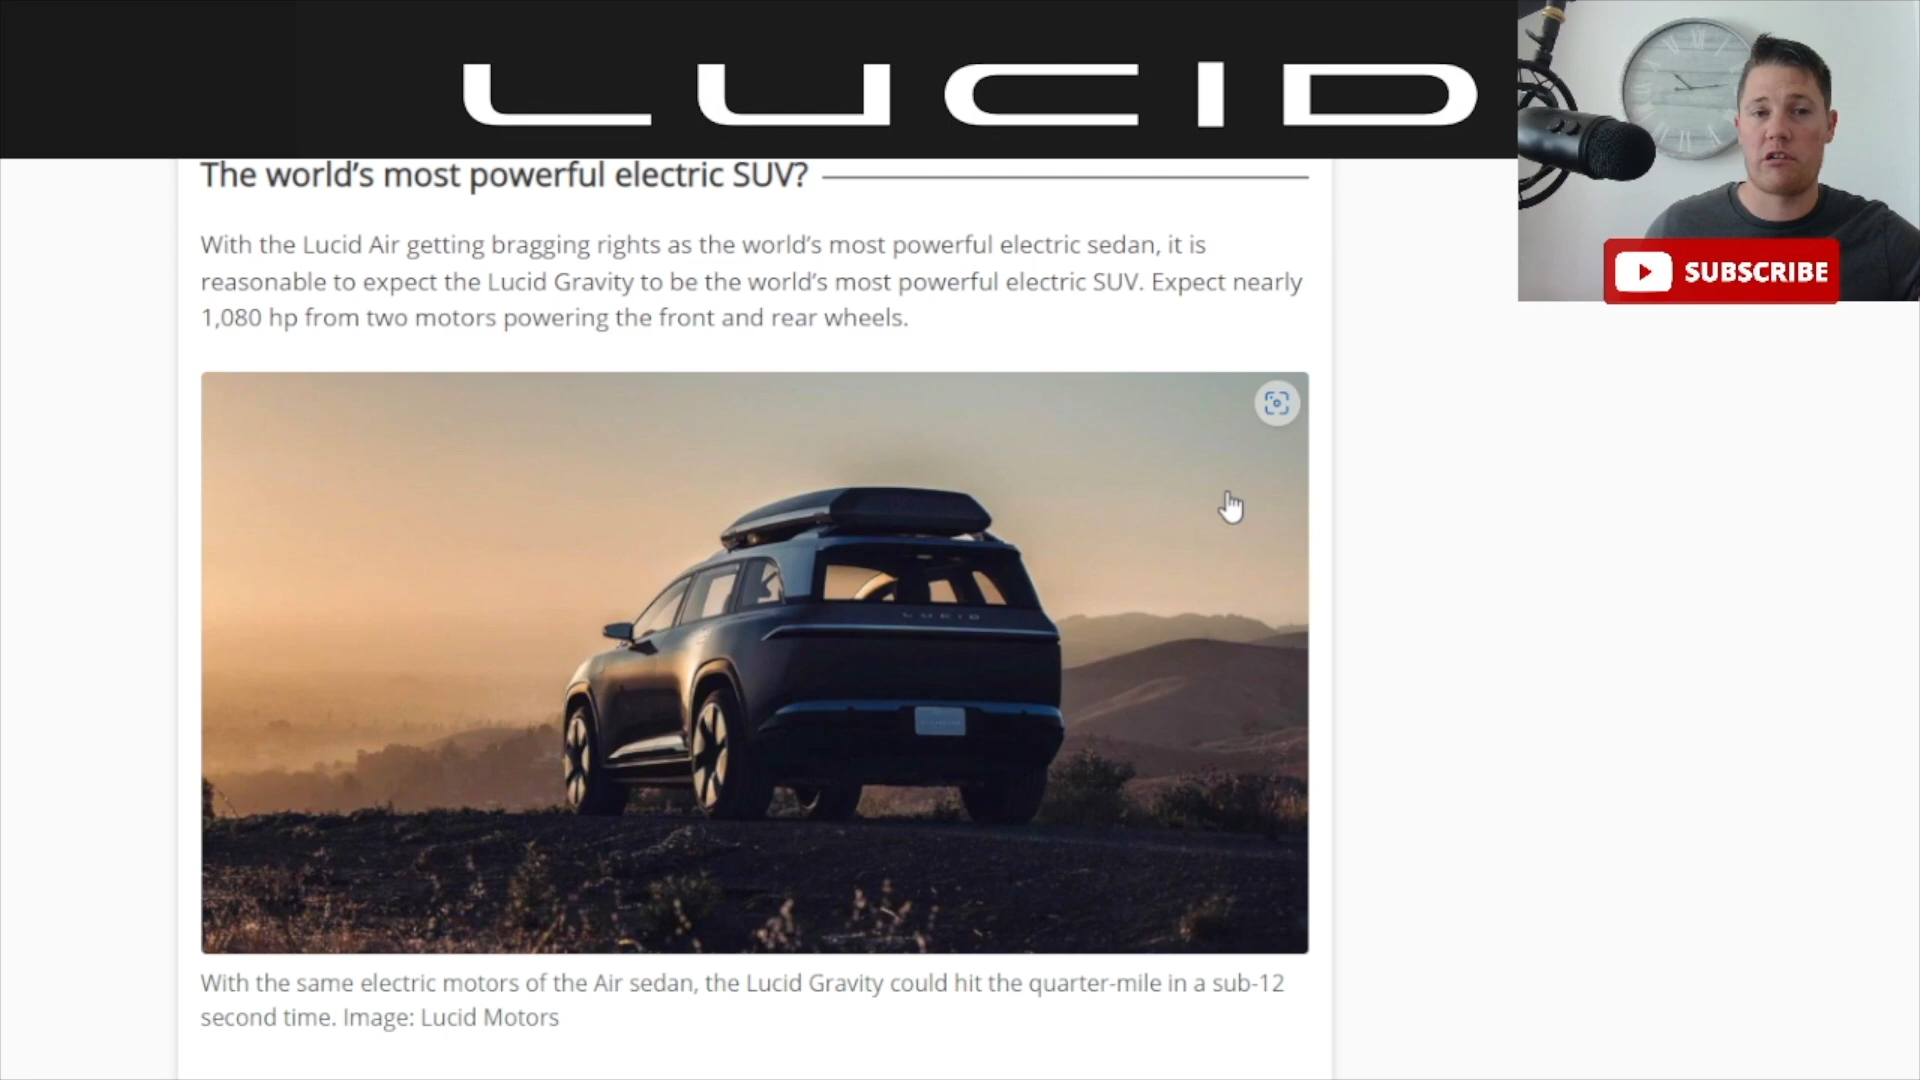 LUCID
SUBSCRIBE
The world's most powerful electric SUV?
With the Lucid Air getting bragging rights as the world's most powerful electric sedan, it is
reasonable to expect the Lucid Gravity to be the world's most powerful electric SUV. Expect nearly
1,080 hp from two motors powering the front and rear wheels.
LUCID
With the same electric motors of the Air sedan, the Lucid Gravity could hit the quarter-mile in a sub-12
second time. Image: Lucid Motors